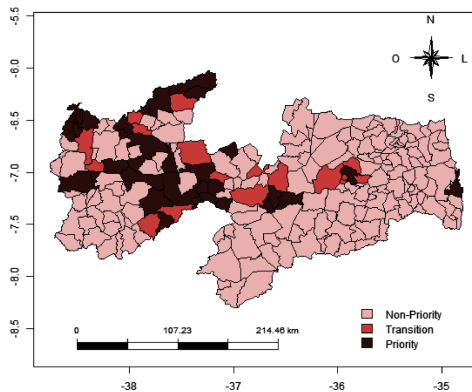 -5.5
-6.0
-6.5
-7.0
-7.5
-8.0
-8.5
N
O L
S
Non-Priority
Transition
Priority
0 107.23 214.46 km
-38 -37 -36 -35